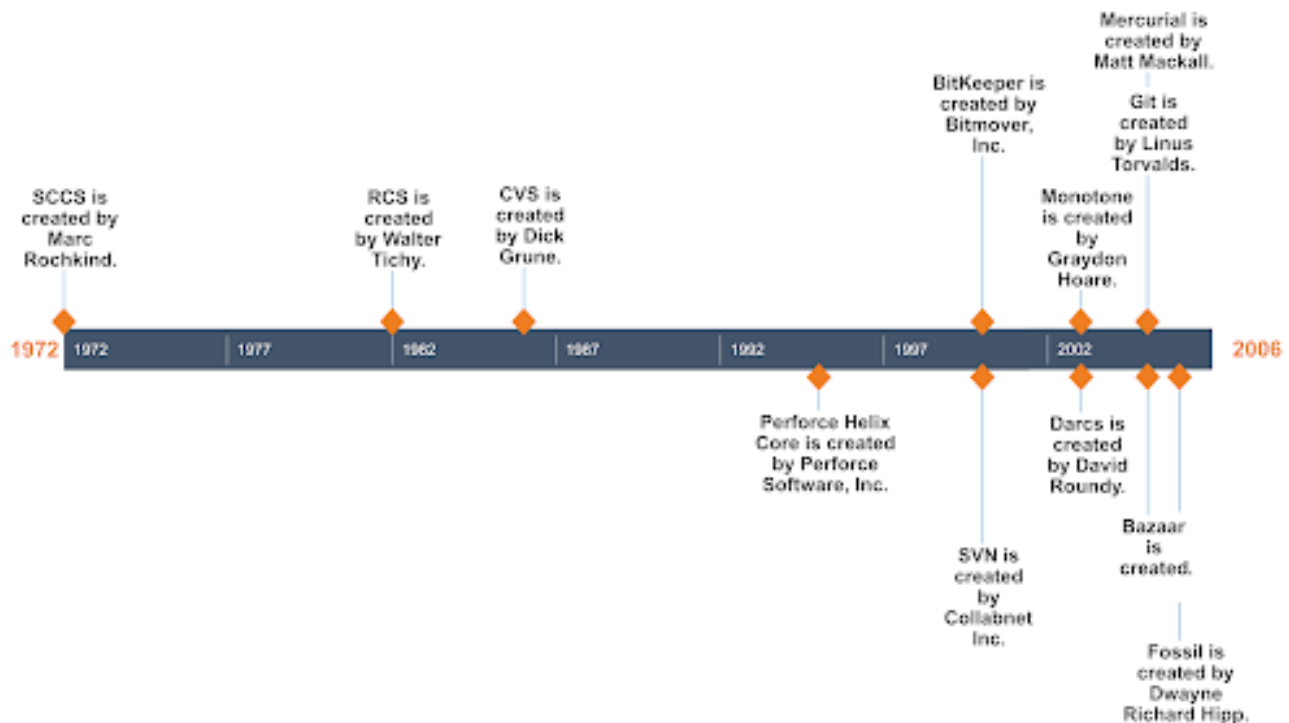 Mercurial is
created by
Matt Mackall.
BitKeeper is
created by
Bitmover,
Inc.
Git is
created
by Linus
Torvalds.
SCCS is
created by
Marc
Rochkind.
RCS is
created
by Walter
Tichy.
CVS is
created
by Dick
Grune.
Monotone
is created
by
Graydon
Hoare.
1972 1972 1977 1982 1987 1992 1997 2002 2006
Perforce Helix
Core is created
by Perforce
Software, Inc.
Darcs is
created
by David
Roundy.
SVN is
created
by
Collabnet
Inc.
Bazaar
is
created.
Fossil is
created by
Dwayne
Richard Hipp.